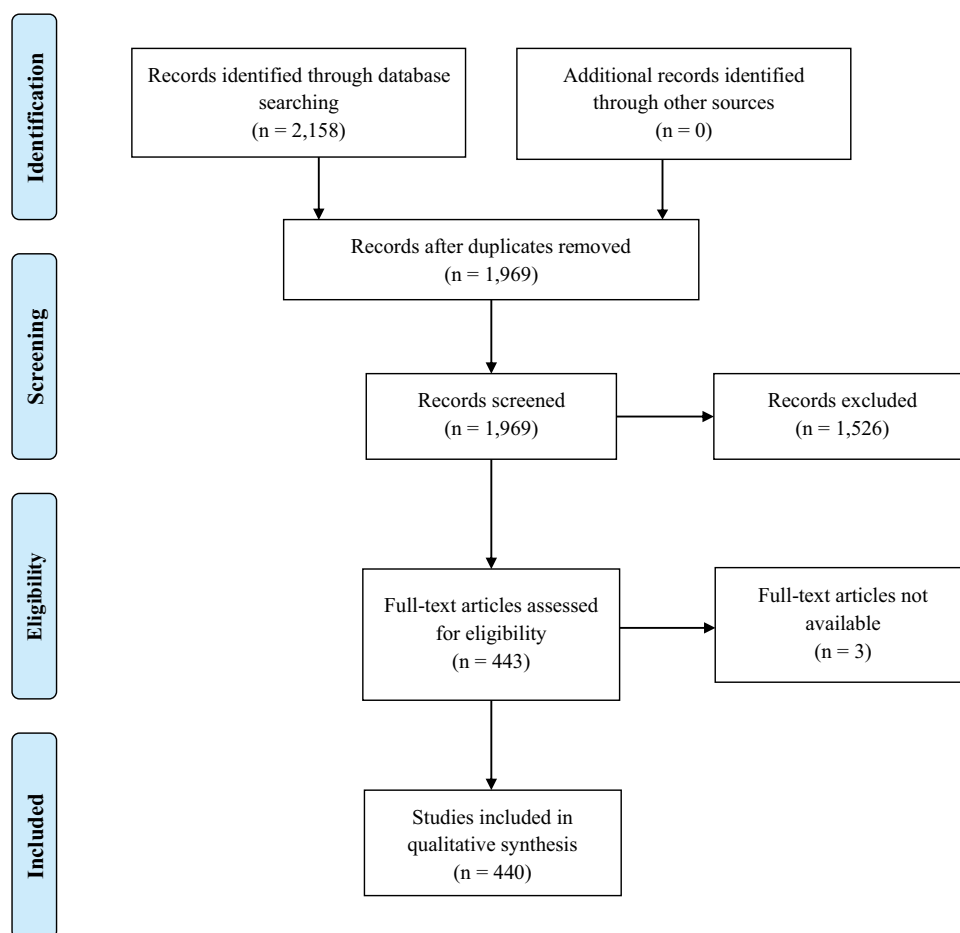 Identification
Records identified through database
searching
(n = 2,158)
Additional records identified
through other sources
(n = 0)
Records after duplicates removed
(n = 1,969)
Screening
Records screened
(n = 1,969)
Records excluded
(n = 1,526)
Eligibility
Full-text articles assessed
for eligibility
(n = 443)
Full-text articles not
available
(n = 3)
Included
Studies included in
qualitative synthesis
(n = 440)